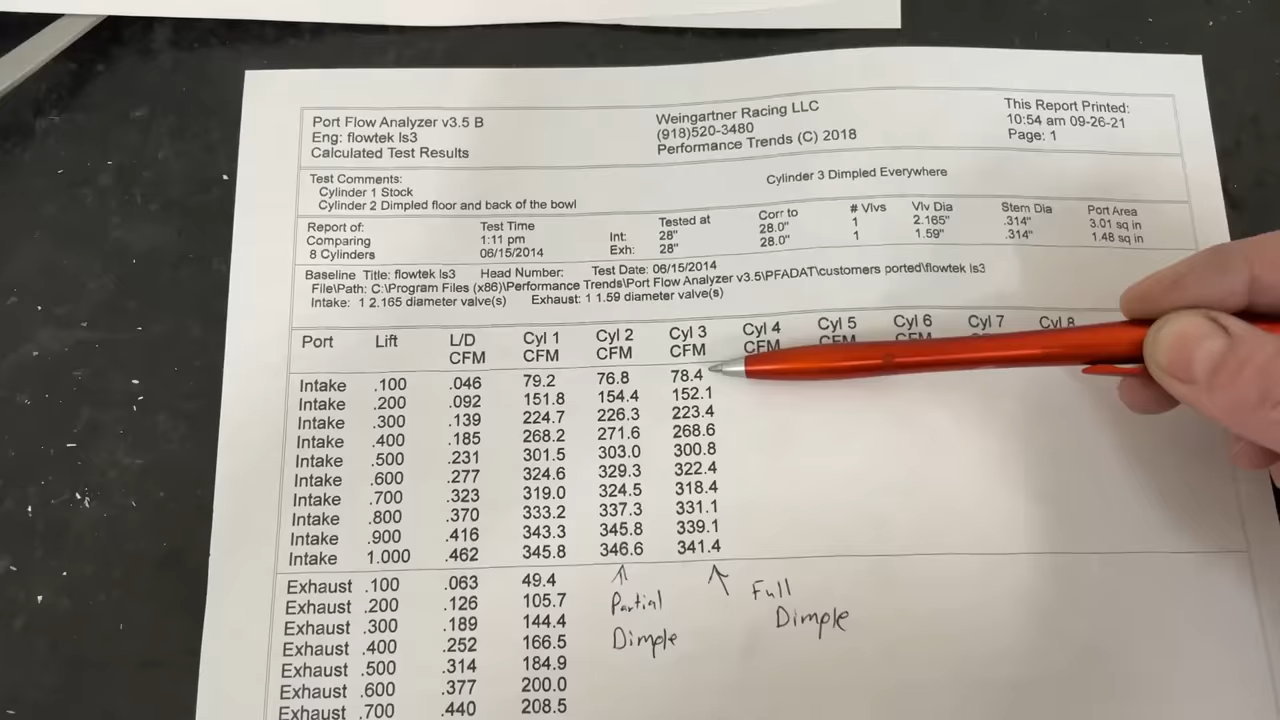 Port Flow Analyzer v3.5 B
Eng: flowtek ls3
Calculated Test Results
Weingartner Racing LLC
(918)520-3480
Performance Trends (C) 2018
This Report Printed:
10:54 am 09-26-21
Page: 1
Test Comments:
Cylinder 1 Stock
Cylinder 2 Dimpled floor and back of the bowl
Cylinder 3 Dimpled Everywhere
Report of:
Comparing
8 Cylinders
Test Time
1:11 pm
06/15/2014
Tested at Corr to # Vlvs Vlv Dia Stem Dia Port Area
Int: 28" 28.0" 1 2.165" .314" 3.01 sq in
Exh: 28" 28.0" 1 1.59" .314" 1.48 sq in
Baseline Title: flowtek ls3 Head Number: Test Date: 06/15/2014
File\Path: C:\Program Files (x86)\Performance Trends\Port Flow Analyzer v3.5\PFADAT\customers ported\flowtek ls3
Intake: 1 2.165 diameter valve(s) Exhaust: 1 1.59 diameter valve(s)
Port Lift L/D Cyl 1 Cyl 2 Cyl 3 Cyl 4 Cyl 5 Cyl 6 Cyl 7 Cyl 8
CFM CFM CFM CFM CFM CFM CFM CFM
Intake .100 .046 79.2 76.8 78.4
Intake .200 .092 151.8 154.4 152.1
Intake .300 .139 224.7 226.3 223.4
Intake .400 .185 268.2 271.6 268.6
Intake .500 .231 301.5 303.0 300.8
Intake .600 .277 324.6 329.3 322.4
Intake .700 .323 319.0 324.5 318.4
Intake .800 .370 333.2 337.3 331.1
Intake .900 .416 343.3 345.8 339.1
Intake 1.000 .462 345.8 346.6 341.4
Exhaust .100 .063 49.4
Exhaust .200 .126 105.7
Exhaust .300 .189 144.4
Exhaust .400 .252 166.5
Exhaust .500 .314 184.9
Exhaust .600 .377 200.0
Exhaust .700 .440 208.5
Partial
Dimple
Full
Dimple